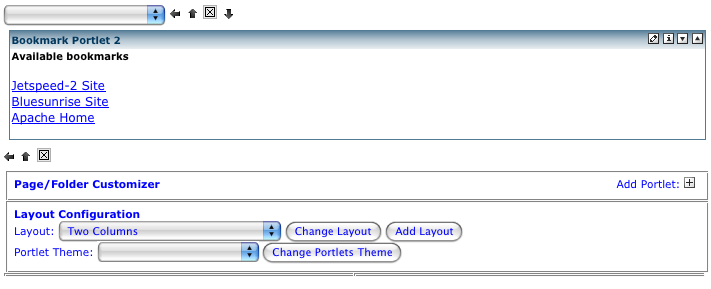 Bookmark Portlet 2
Available bookmarks
Jetspeed-2 Site
Bluesunrise Site
Apache Home
Page/Folder Customizer Add Portlet:
Layout Configuration
Layout: Two Columns Change Layout Add Layout
Portlet Theme: Change Portlets Theme